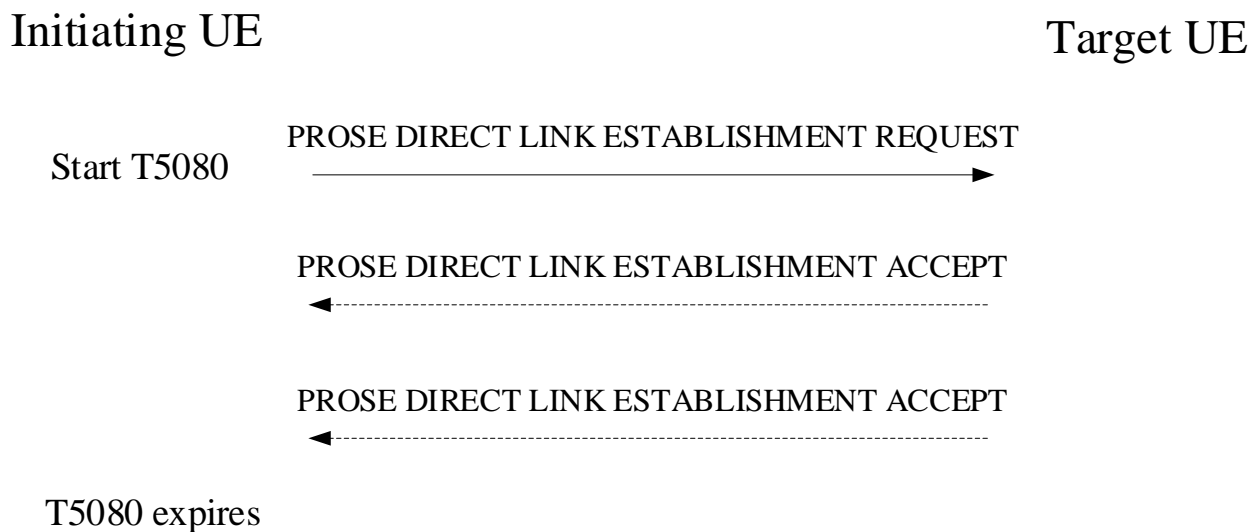 Initiating UE
Target UE
PROSE DIRECT LINK ESTABLISHMENT REQUEST
Start T5080
PROSE DIRECT LINK ESTABLISHMENT ACCEPT
PROSE DIRECT LINK ESTABLISHMENT ACCEPT
T5080 expires